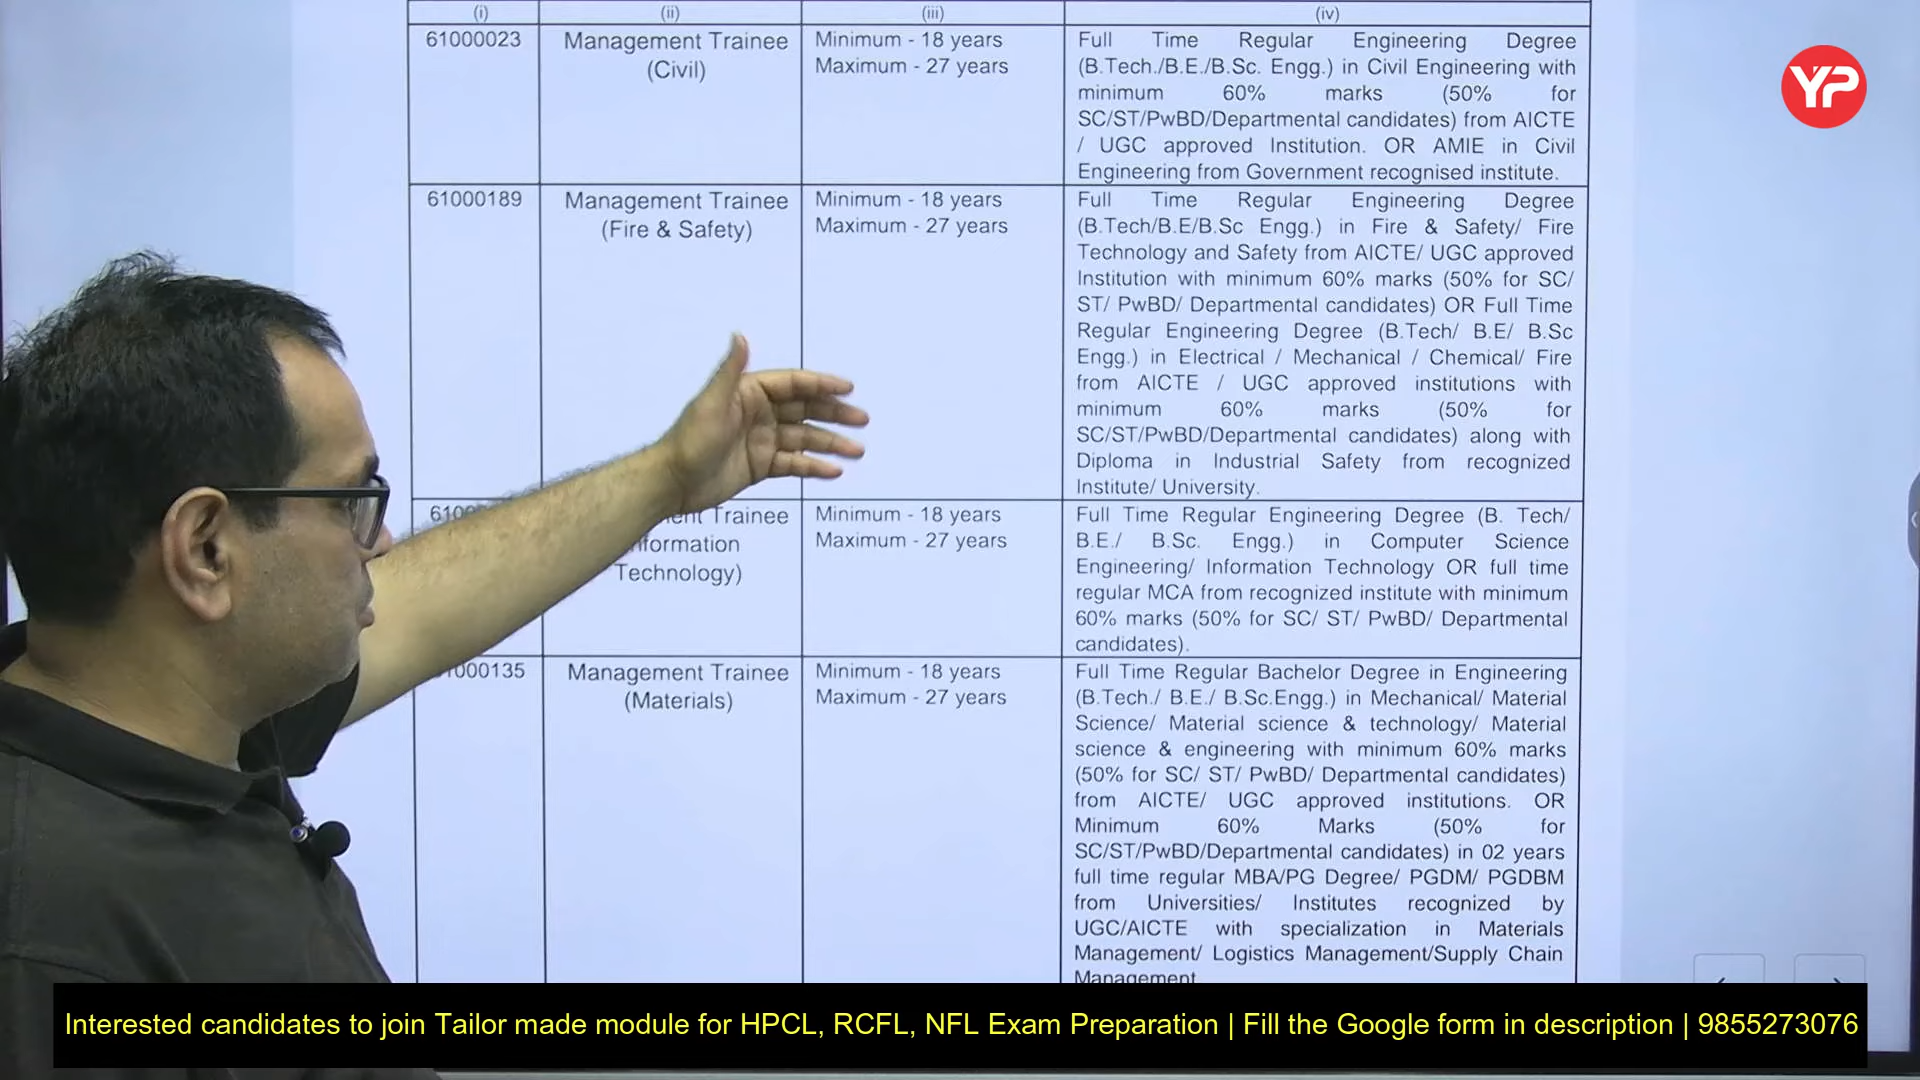 (i) (ii) (iii) (iv)
61000023 Management Trainee (Civil) Minimum - 18 years Maximum - 27 years
Full Time Regular Engineering Degree
(B.Tech./B.E./B.Sc. Engg.) in Civil Engineering with
minimum 60% marks (50% for
SC/ST/PwBD/Departmental candidates) from AICTE
/ UGC approved Institution. OR AMIE in Civil
Engineering from Government recognised institute.
61000189 Management Trainee (Fire & Safety) Minimum - 18 years Maximum - 27 years
Full Time Regular Engineering Degree
(B.Tech/B.E/B.Sc Engg.) in Fire & Safety/ Fire
Technology and Safety from AICTE/ UGC approved
Institution with minimum 60% marks (50% for SC/
ST/ PwBD/ Departmental candidates) OR Full Time
Regular Engineering Degree (B.Tech/ B.E/ B.Sc
Engg.) in Electrical / Mechanical / Chemical/ Fire
from AICTE / UGC approved institutions with
minimum 60% marks (50% for
SC/ST/PwBD/Departmental candidates) along with
Diploma in Industrial Safety from recognized
Institute/ University.
Trainee Technology) Minimum - 18 years Maximum - 27 years
Full Time Regular Engineering Degree (B. Tech/
B.E./ B.Sc. Engg.) in Computer Science
Engineering/ Information Technology OR full time
regular MCA from recognized institute with minimum
60% marks (50% for SC/ ST/ PwBD/ Departmental
candidates).
Management Trainee (Materials) Minimum - 18 years Maximum - 27 years
Full Time Regular Bachelor Degree in Engineering
(B.Tech./ B.E./ B.Sc.Engg.) in Mechanical/ Material
Science/ Material science & technology/ Material
science & engineering with minimum 60% marks
(50% for SC/ ST/ PwBD/ Departmental candidates)
from AICTE/ UGC approved institutions. OR
Minimum 60% Marks (50% for
SC/ST/PwBD/Departmental candidates) in 02 years
full time regular MBA/PG Degree/ PGDM/ PGDBM
from Universities/ Institutes recognized by
UGC/AICTE with specialization in Materials
Management/ Logistics Management/Supply Chain
Management
YP
Interested candidates to join Tailor made module for HPCL, RCFL, NFL Exam Preparation | Fill the Google form in description | 9855273076